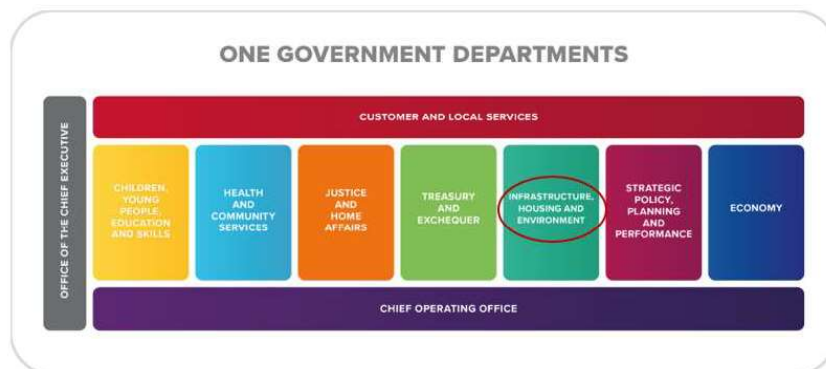 ONE GOVERNMENT DEPARTMENTS
OFFICE OF THE CHIEF EXECUTIVE
CUSTOMER AND LOCAL SERVICES
CHILDREN,
YOUNG
PEOPLE,
EDUCATION
AND SKILLS
HEALTH
AND
COMMUNITY
SERVICES
JUSTICE
AND
HOME
AFFAIRS
TREASURY
AND
EXCHEQUER
INFRASTRUCTURE,
HOUSING AND
ENVIRONMENT
STRATEGIC
POLICY,
PLANNING
AND
PERFORMANCE
ECONOMY
CHIEF OPERATING OFFICE